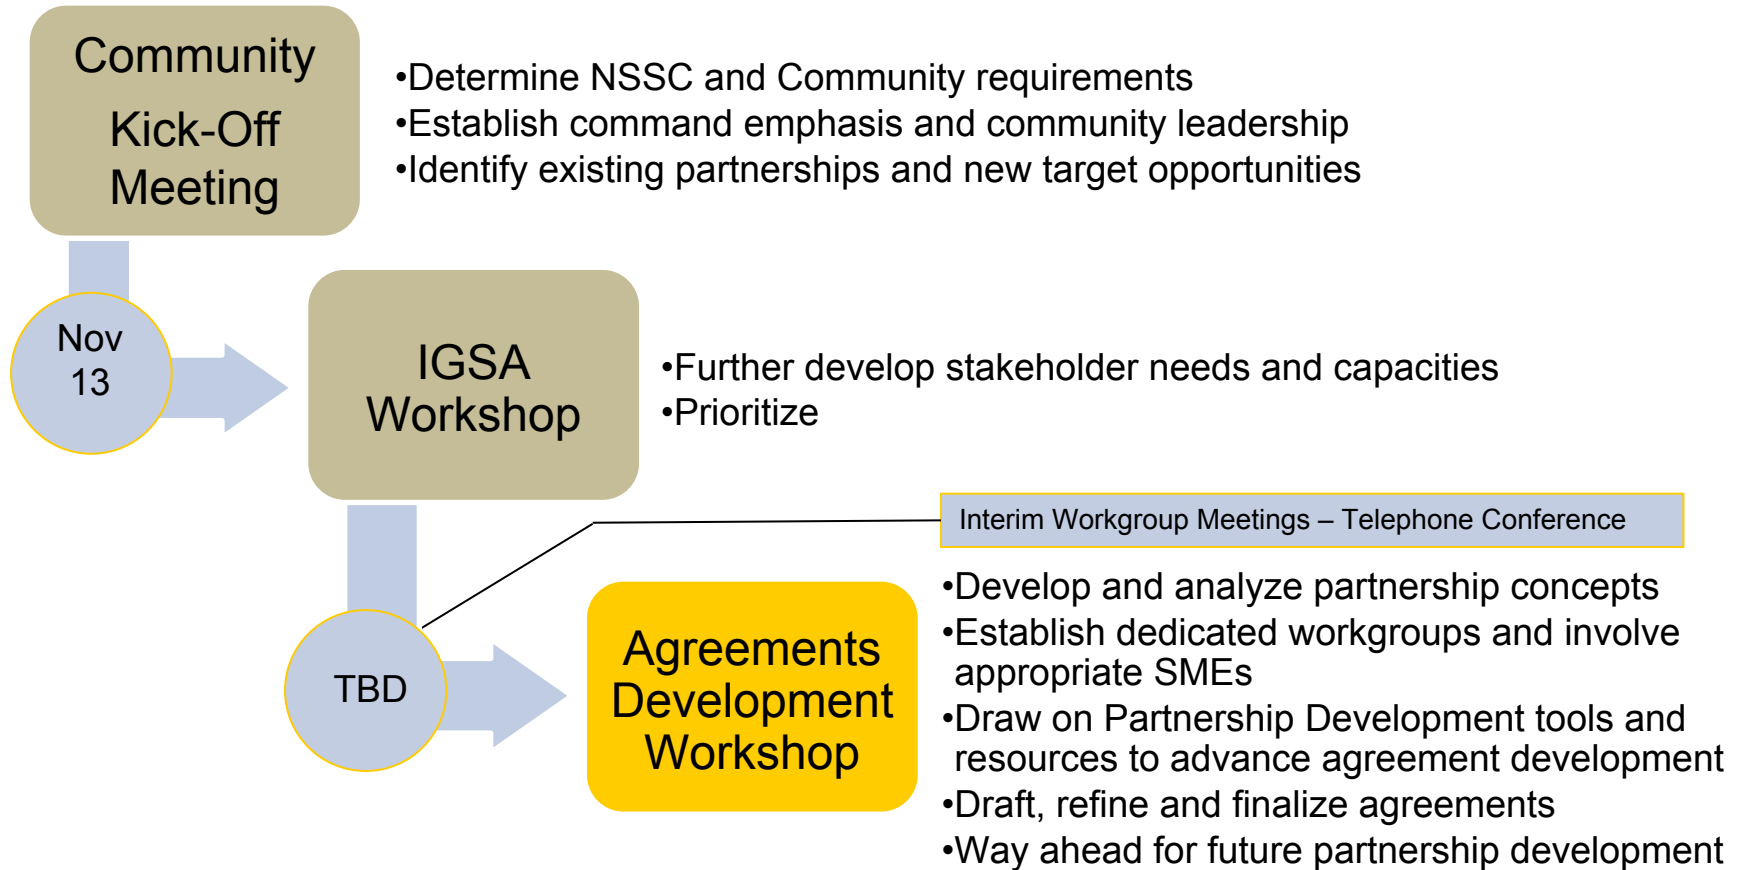 Community
Kick-Off
Meeting
•Determine NSSC and Community requirements
•Establish command emphasis and community leadership
•Identify existing partnerships and new target opportunities
Nov
13
IGSA
Workshop
•Further develop stakeholder needs and capacities
•Prioritize
Interim Workgroup Meetings – Telephone Conference
TBD
Agreements
Development
Workshop
•Develop and analyze partnership concepts
•Establish dedicated workgroups and involve
appropriate SMEs
•Draw on Partnership Development tools and
resources to advance agreement development
•Draft, refine and finalize agreements
•Way ahead for future partnership development